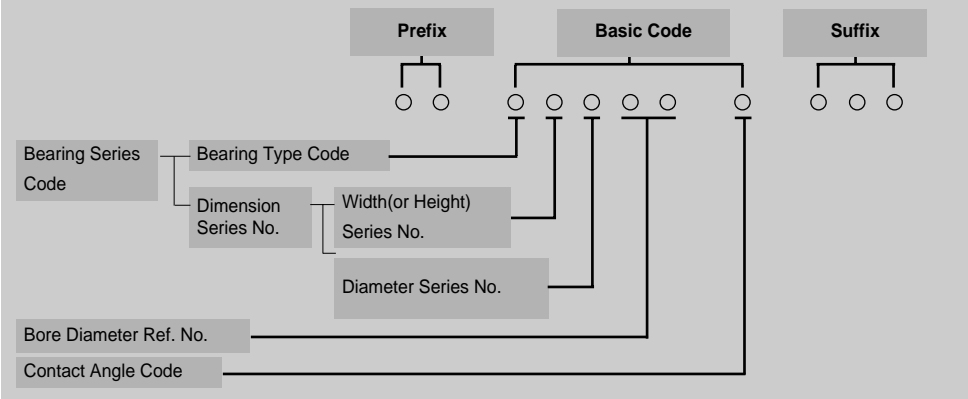 Prefix Basic Code Suffix
Bearing Series
Code
Bearing Type Code
Dimension
Series No.
Width(or Height)
Series No.
Diameter Series No.
Bore Diameter Ref. No.
Contact Angle Code